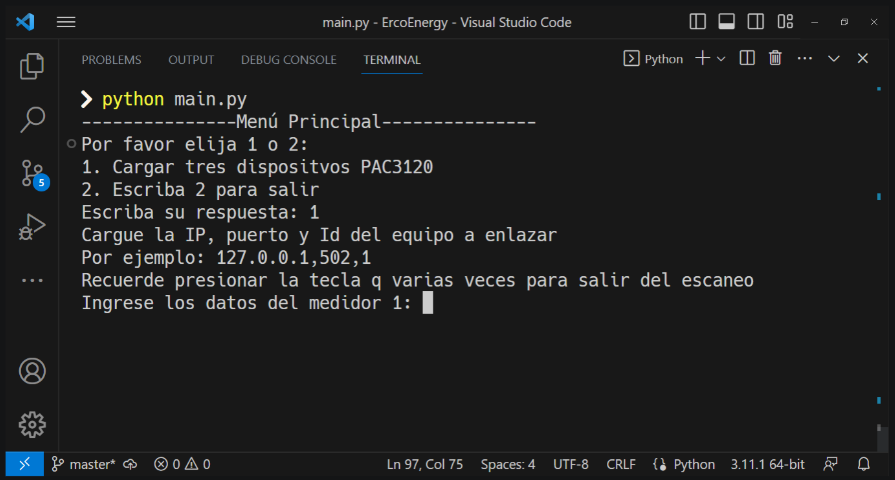 main.py - ErcoEnergy - Visual Studio Code
PROBLEMS OUTPUT DEBUG CONSOLE TERMINAL Python
python main.py
---------------Menú Principal---------------
Por favor elija 1 o 2:
1. Cargar tres dispositvos PAC3120
2. Escriba 2 para salir
Escriba su respuesta: 1
Cargue la IP, puerto y Id del equipo a enlazar
Por ejemplo: 127.0.0.1,502,1
Recuerde presionar la tecla q varias veces para salir del escaneo
Ingrese los datos del medidor 1:
5
master* 0 0 Ln 97, Col 75 Spaces: 4 UTF-8 CRLF Python 3.11.1 64-bit